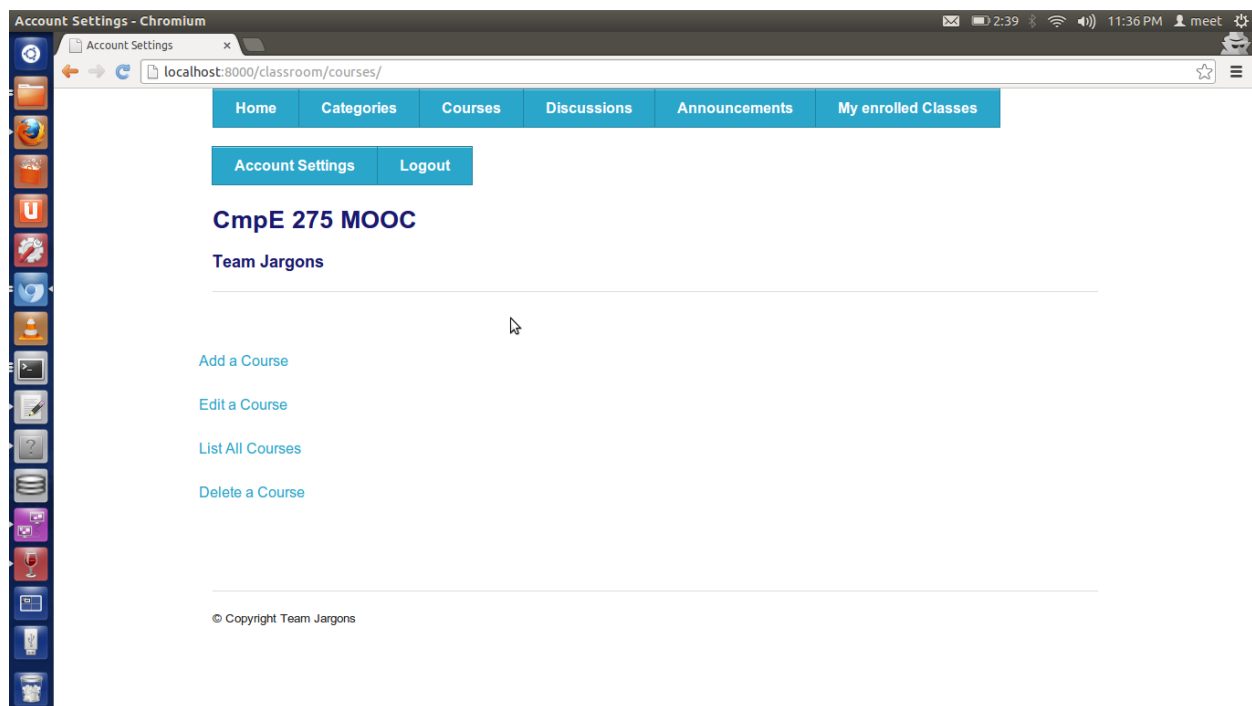 Account Settings - Chromium
2:39
11:36 PM
meet
Account Settings ×
localhost:8000/classroom/courses/
Home Categories Courses Discussions Announcements My enrolled Classes
Account Settings Logout
CmpE 275 MOOC
Team Jargons
Add a Course
Edit a Course
List All Courses
Delete a Course
© Copyright Team Jargons